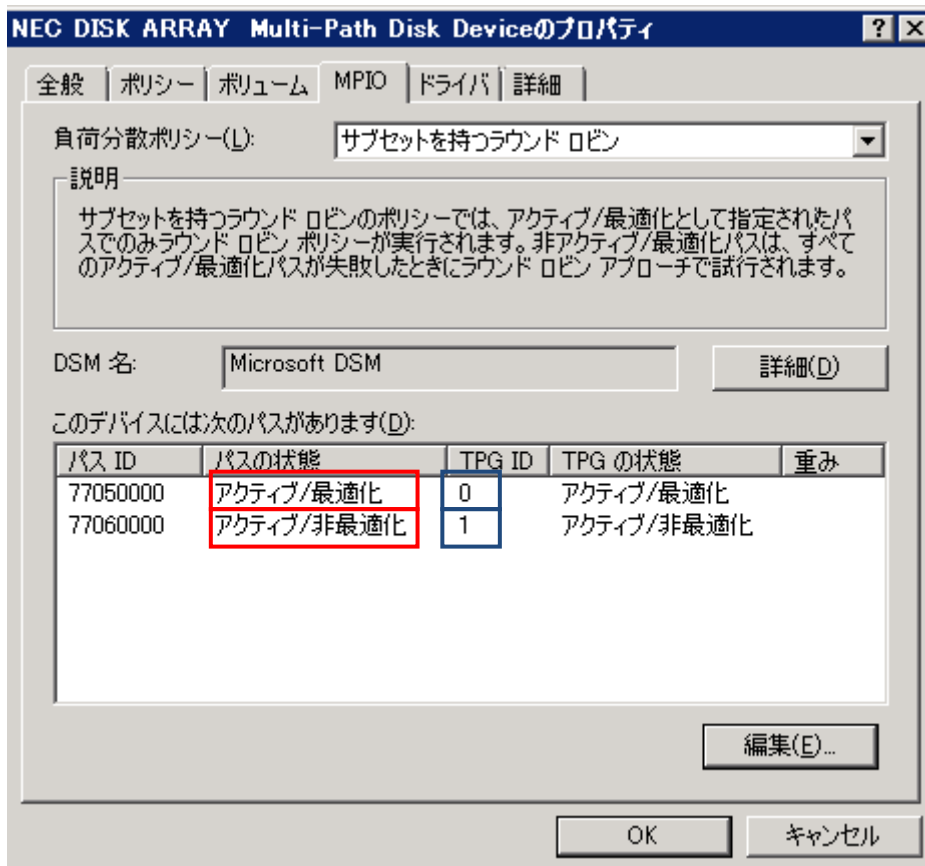 NEC DISK ARRAY Multi-Path Disk Deviceのプロパティ
全般 ポリシー ボリューム MPIO ドライバ 詳細
負荷分散ポリシー(L): サブセットを持つラウンド ロビン
説明
サブセットを持つラウンド ロビンのポリシーでは、アクティブ/最適化として指定されたパ
スでのみラウンド ロビン ポリシーが実行されます。非アクティブ/最適化パスは、すべて
のアクティブ/最適化パスが失敗したときにラウンド ロビン アプローチで試行されます。
DSM 名: Microsoft DSM 詳細(D)
このデバイスには次のパスがあります(D):
パス ID パスの状態 TPG ID TPG の状態 重み
77050000 アクティブ/最適化 0 アクティブ/最適化
77060000 アクティブ/非最適化 1 アクティブ/非最適化
編集(E)...
OK キャンセル